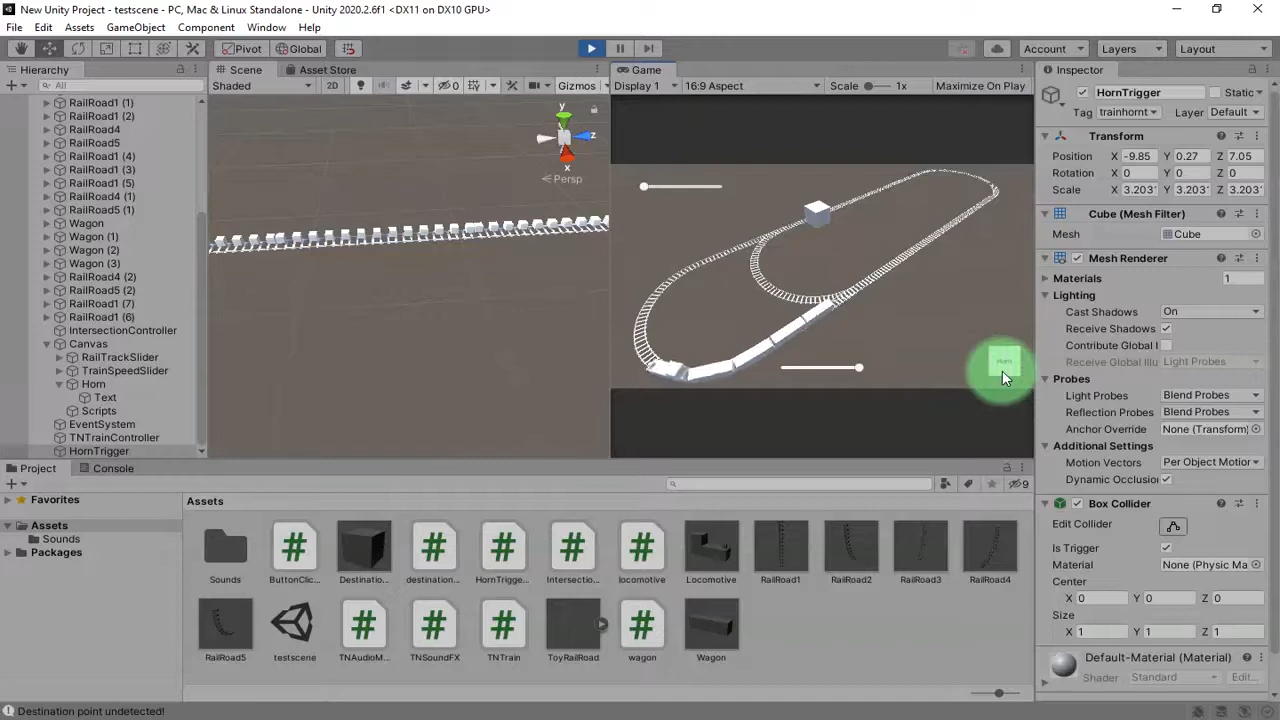 New Unity Project - testscene - PC, Mac & Linux Standalone - Unity 2020.2.6f1 <DX11 on DX10 GPU>
File Edit Assets GameObject Component Window Help
Pivot Global Account Layers Layout
Hierarchy
All
RailRoad1 (1)
RailRoad1 (2)
RailRoad4
RailRoad5
RailRoad1 (4)
RailRoad1 (3)
RailRoad1 (5)
RailRoad4 (1)
RailRoad5 (1)
Wagon
Wagon (1)
Wagon (2)
Wagon (3)
RailRoad4 (2)
RailRoad5 (2)
RailRoad1 (7)
RailRoad1 (6)
IntersectionController
Canvas
RailTrackSlider
TrainSpeedSlider
Horn
Text
Scripts
EventSystem
TNTrainController
HornTrigger
Scene Asset Store
Shaded 2D 0 Gizmos
y
z
x
Persp
Game
Display 1 16:9 Aspect Scale 1x Maximize On Play
Horn
Inspector
HornTrigger Static
Tag trainhornt Layer Default
Transform
Position X -9.85 Y 0.27 Z 7.05
Rotation X 0 Y 0 Z 0
Scale X 3.203 Y 3.203 Z 3.203
Cube (Mesh Filter)
Mesh Cube
Mesh Renderer
Materials 1
Lighting
Cast Shadows On
Receive Shadows
Contribute Global I
Receive Global Illu Light Probes
Probes
Light Probes Blend Probes
Reflection Probes Blend Probes
Anchor Override None (Transform)
Additional Settings
Motion Vectors Per Object Motior
Dynamic Occlusio
Box Collider
Edit Collider
Is Trigger
Material None (Physic Ma
Center
X 0 Y 0 Z 0
Size
X 1 Y 1 Z 1
Default-Material (Material)
Shader Standard Edit...
Project Console
9
Favorites
Assets
Sounds
Packages
Assets
Sounds ButtonClic... Destinatio... destination... HornTrigge... Intersectio... locomotive Locomotive RailRoad1 RailRoad2 RailRoad3 RailRoad4
RailRoad5 testscene TNAudioM... TNSoundFX TNTrain ToyRailRoad wagon Wagon
Destination point undetected!